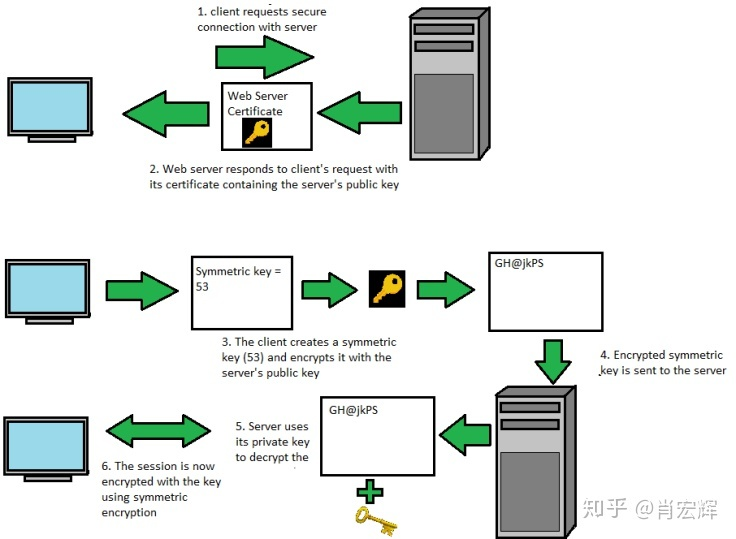 1. client requests secure
connection with server
Web Server
Certificate
2. Web server responds to client's request with
its certificate containing the server's public key
Symmetric key =
53
GH@jkPS
3. The client creates a symmetric
key (53) and encrypts it with the
server's public key
4. Encrypted symmetric
key is sent to the server
GH@jkPS
5. Server uses
its private key
to decrypt the
6. The session is now
encrypted with the key
using symmetric
encryption
知乎 @肖宏辉